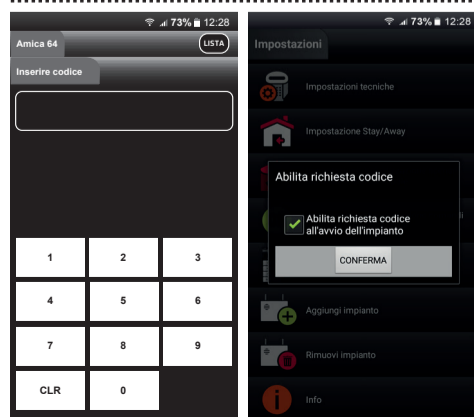 73% 12:28
Amica 64
LISTA
Inserire codice
1 2 3
4 5 6
7 8 9
CLR 0
73% 12:28
Impostazioni
Impostazioni tecniche
Impostazione Stay/Away
Abilita richiesta codice
Abilita richiesta codice
all'avvio dell'impianto
CONFERMA
Aggiungi impianto
Rimuovi impianto
Info